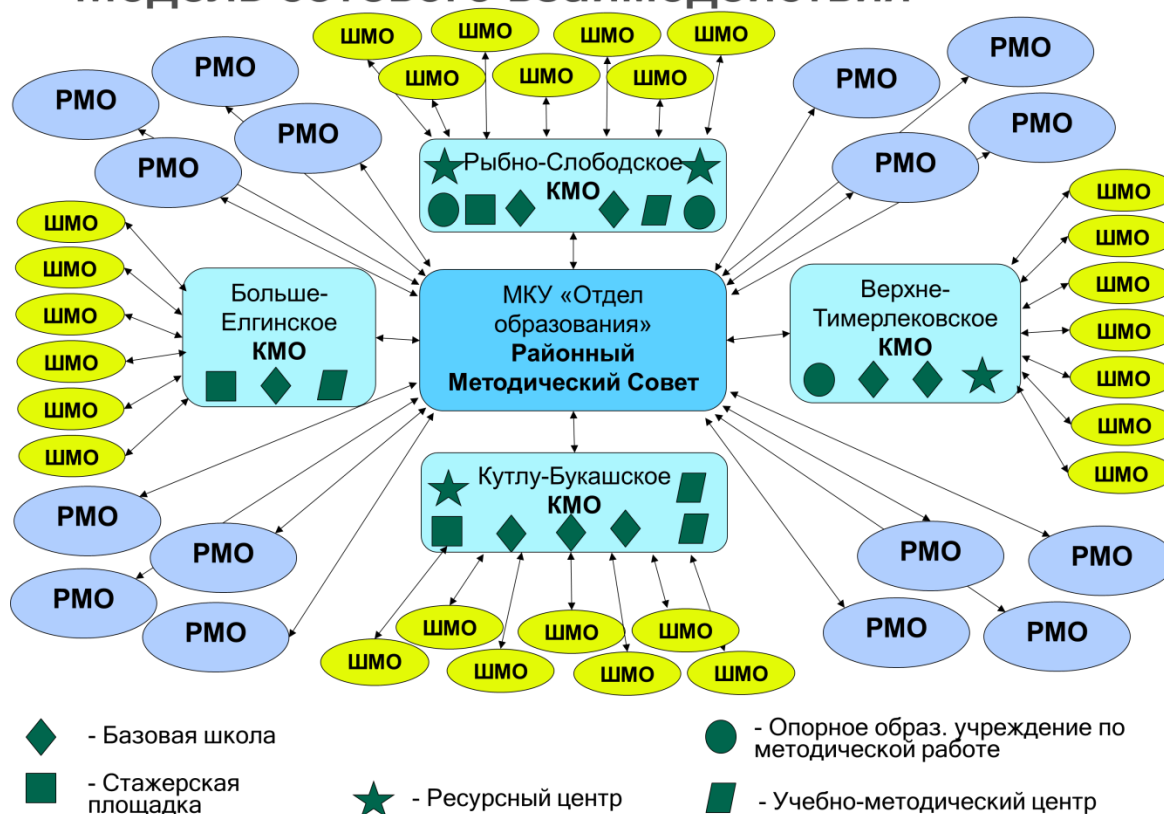 Модель взаимодействия
ШМО
ШМО
ШМО
ШМО
ШМО
ШМО
ШМО
РМО
РМО
РМО
РМО
РМО
РМО
РМО
РМО
Рыбно-Слободское
КМО
ШМО
ШМО
ШМО
ШМО
ШМО
ШМО
Больше-
Елгинское
КМО
МКУ «Отдел
образования»
Районный
Методический Совет
Верхне-
Тимерлековское
КМО
ШМО
ШМО
ШМО
ШМО
ШМО
ШМО
ШМО
Кутлу-Букашское
КМО
РМО
РМО
РМО
РМО
РМО
РМО
РМО
РМО
ШМО
ШМО
ШМО
ШМО
ШМО
ШМО
ШМО
- Базовая школа
- Стажерская
площадка
- Ресурсный центр
- Опорное образ. учреждение по
методической работе
- Учебно-методический центр